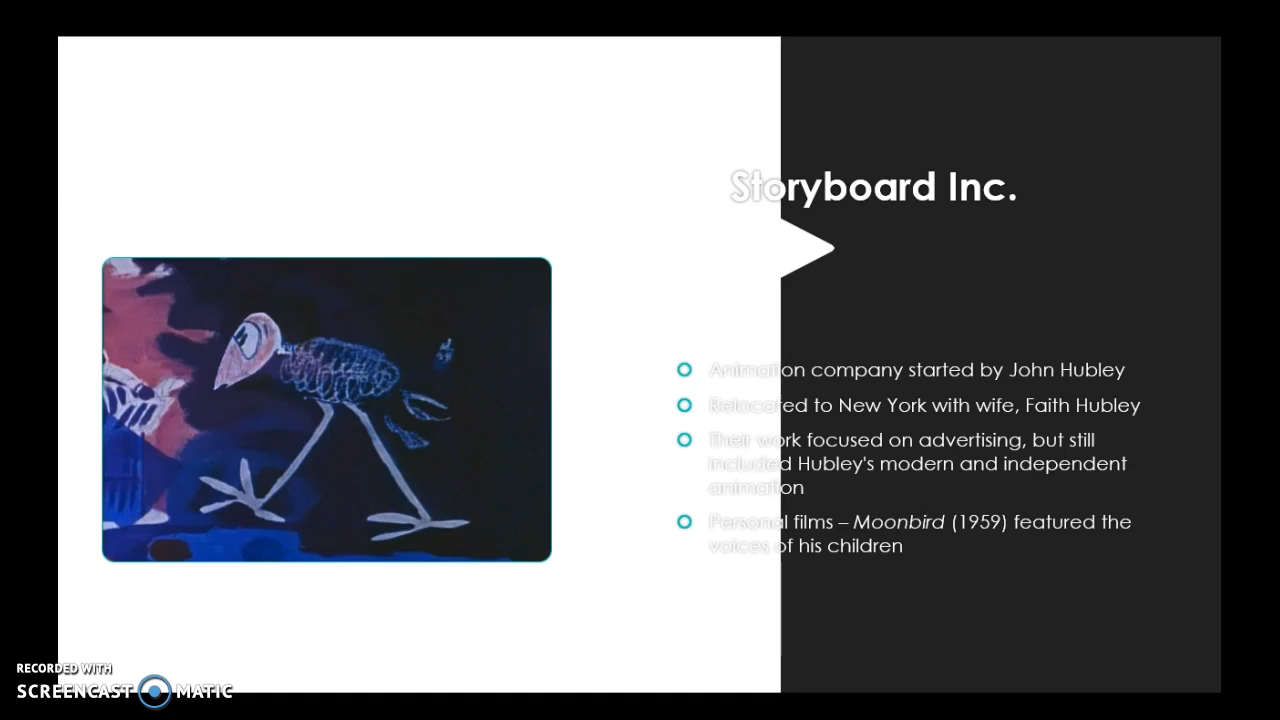 Storyboard Inc.
Animation company started by John Hubley
Relocated to New York with wife, Faith Hubley
Their work focused on advertising, but still
included Hubley's modern and independent
animation
Personal films – Moonbird (1959) featured the
voices of his children
RECORDED WITH
SCREENCAST MATIC